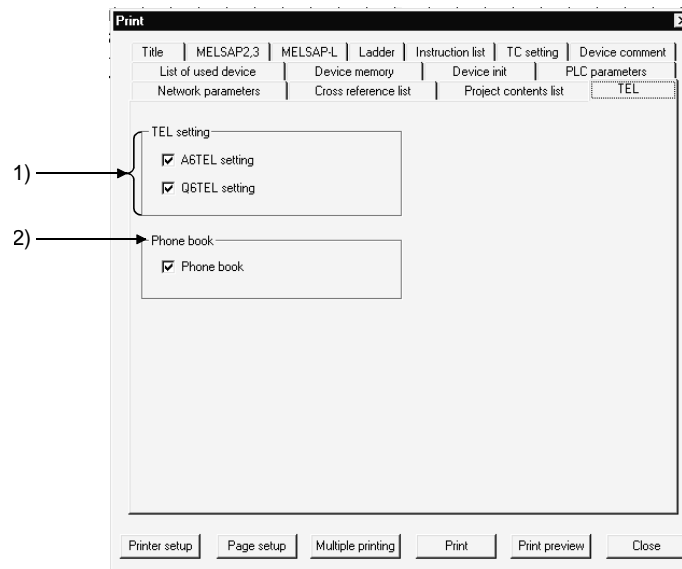 Print
Title MELSAP2,3 MELSAP-L Ladder Instruction list TC setting Device comment
List of used device Device memory Device init PLC parameters
Network parameters Cross reference list Project contents list TEL
TEL setting
1)
A6TEL setting
Q6TEL setting
2)
Phone book
Phone book
Printer setup Page setup Multiple printing Print Print preview Close